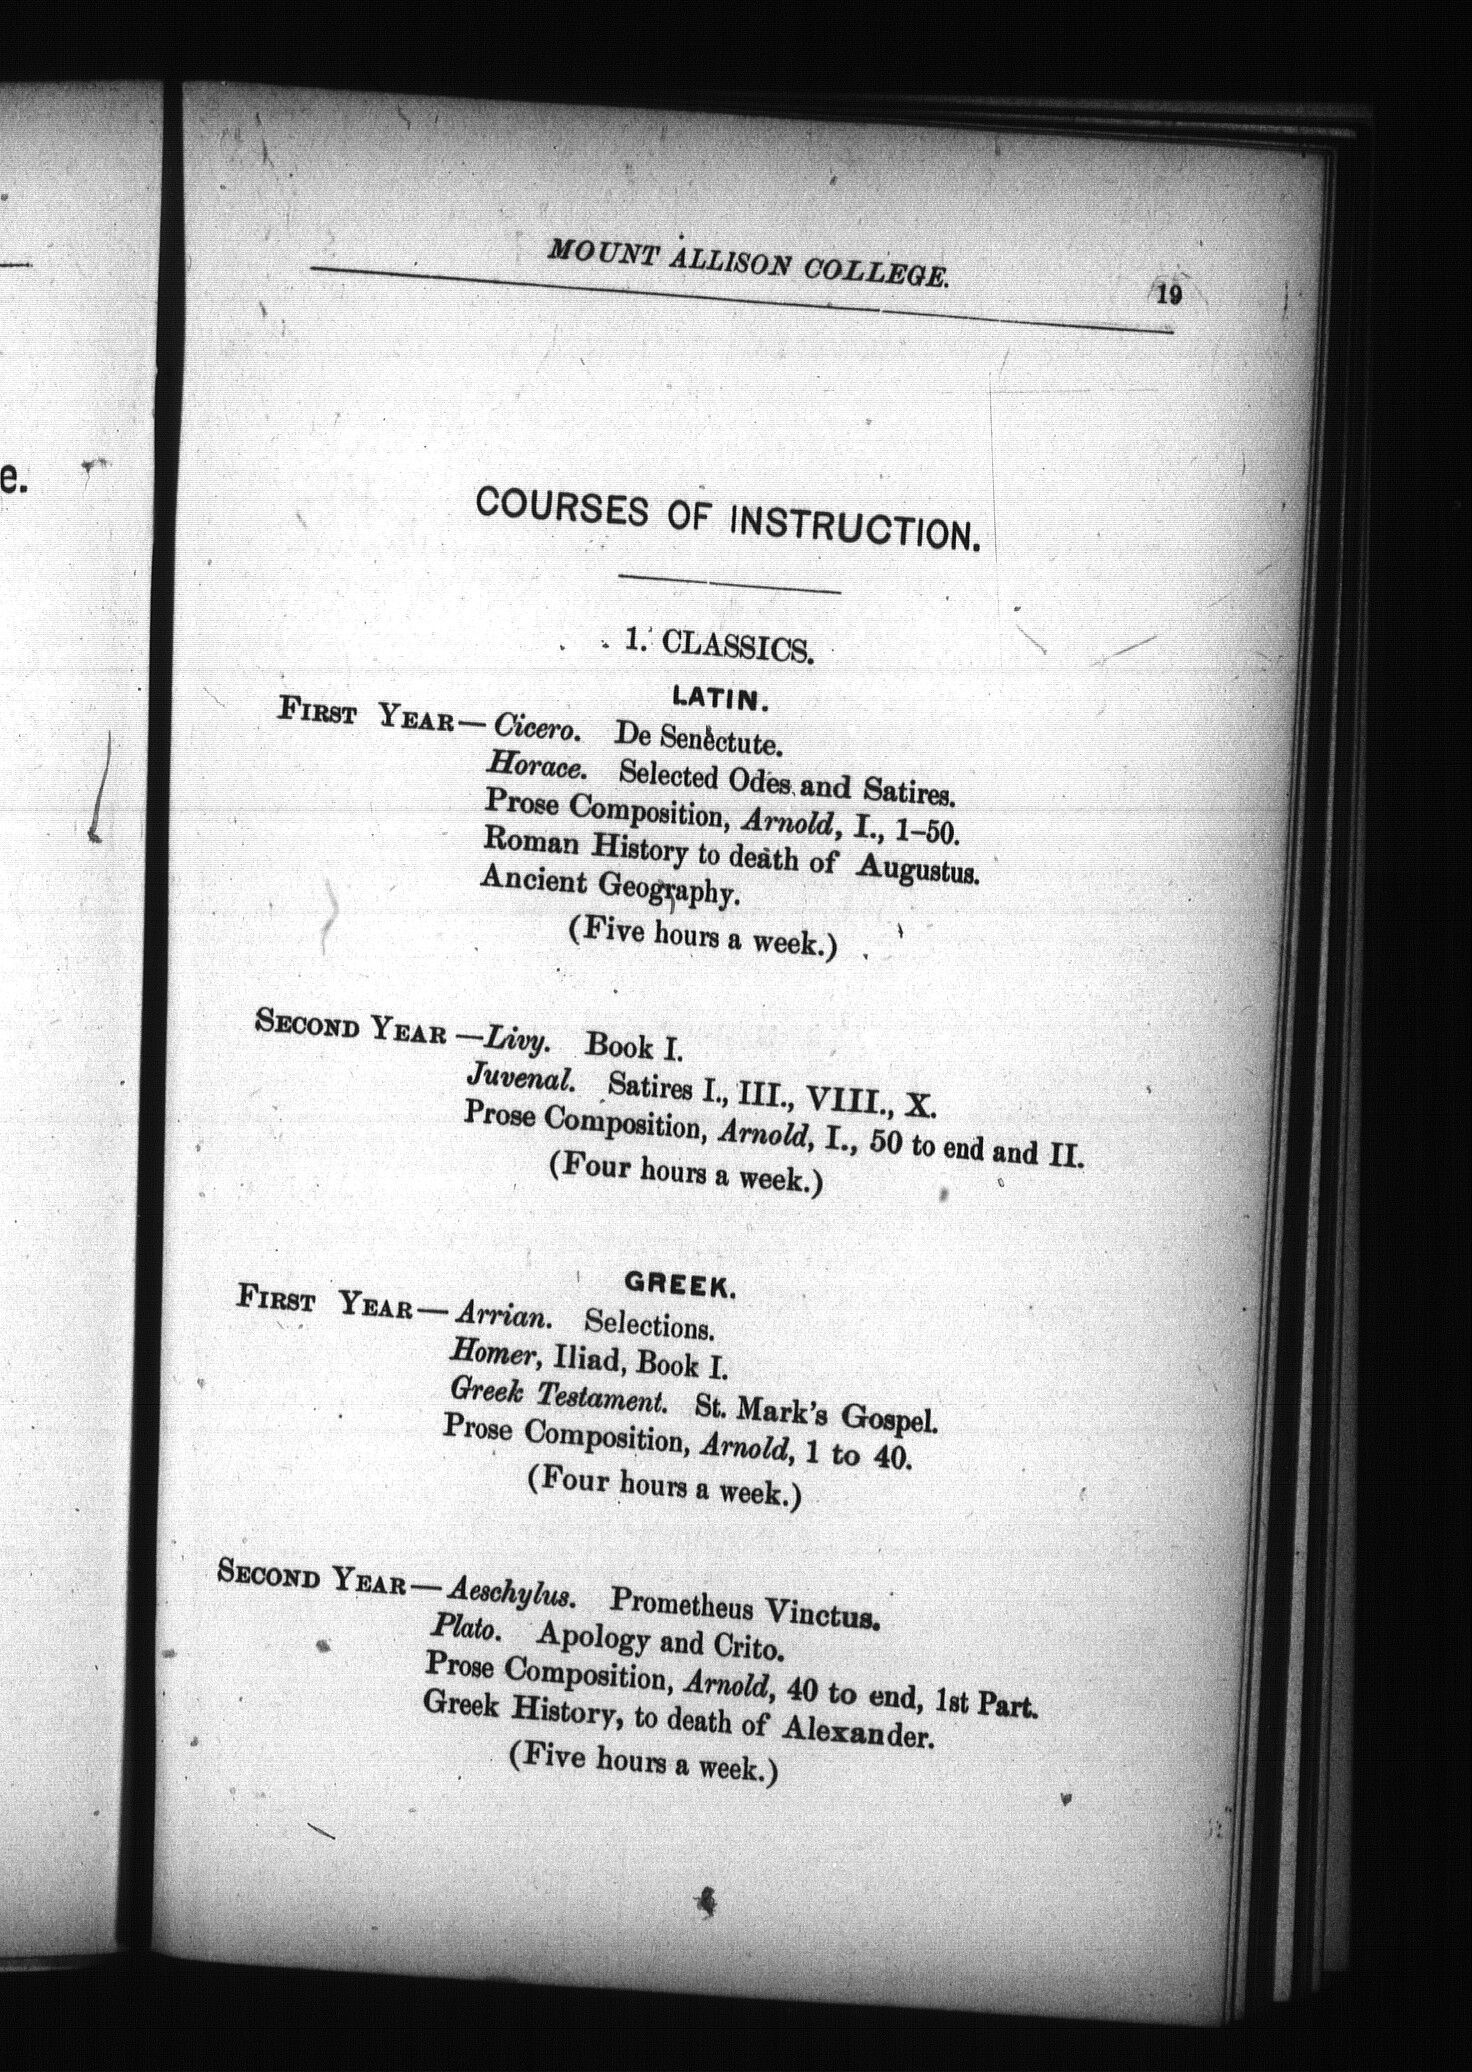 e.
MOUNT ALLISON COLLEGE.
19
COURSES OF INSTRUCTION.
1. CLASSICS.
LATIN.
FIRST YEAR—Cicero. De Senectute.
Horace. Selected Odes and Satires.
Prose Composition, Arnold, I., 1–50.
Roman History to death of Augustus.
Ancient Geography.
(Five hours a week.)
SECOND YEAR—Livy. Book I.
Juvenal. Satires I., III., VIII., X.
Prose Composition, Arnold, I., 50 to end and II.
(Four hours a week.)
GREEK.
FIRST YEAR—Arrian. Selections.
Homer, Iliad, Book I.
Greek Testament. St. Mark's Gospel.
Prose Composition, Arnold, 1 to 40.
(Four hours a week.)
SECOND YEAR—Aeschylus. Prometheus Vinctus.
Plato. Apology and Crito.
Prose Composition, Arnold, 40 to end, 1st Part.
Greek History, to death of Alexander.
(Five hours a week.)